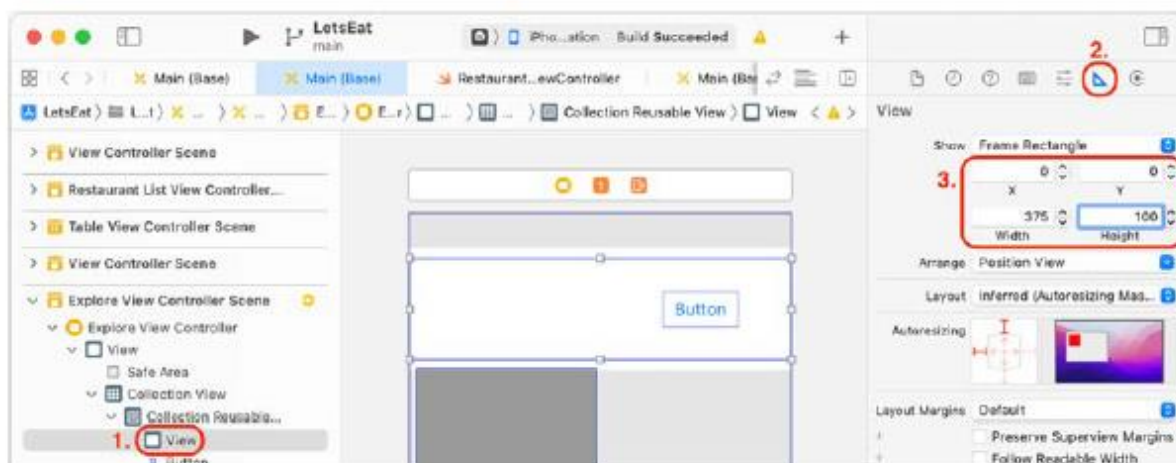 LetsEat
main
iPho...ation Build Succeeded
Main (Base)
Main (Base)
Restaurant...ewController
Main (Bas
LetsEat
L...t
E...
E...r
Collection Reusable View
View
View Controller Scene
Restaurant List View Controller...
Table View Controller Scene
View Controller Scene
Explore View Controller Scene
Explore View Controller
View
Safe Area
Collection View
Collection Reusable...
1. View
Button
Button
2.
View
Show Frame Rectangle
3.
0 0
X Y
375 100
Width Height
Arrange Position View
Layout Inferred (Autoresizing Mas...
Autoresizing
Layout Margins Default
Preserve Superview Margins
Follow Readable Width